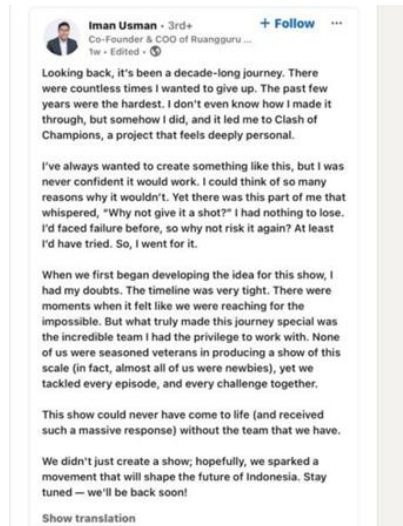 Iman Usman • 3rd+
+ Follow ...
Co-Founder & COO of Ruangguru ...
1w • Edited •
Looking back, it's been a decade-long journey. There
were countless times I wanted to give up. The past few
years were the hardest. I don't even know how I made it
through, but somehow I did, and it led me to Clash of
Champions, a project that feels deeply personal.
I've always wanted to create something like this, but I was
never confident it would work. I could think of so many
reasons why it wouldn't. Yet there was this part of me that
whispered, "Why not give it a shot?" I had nothing to lose.
I'd faced failure before, so why not risk it again? At least
I'd have tried. So, I went for it.
When we first began developing the idea for this show, I
had my doubts. The timeline was very tight. There were
moments when it felt like we were reaching for the
impossible. But what truly made this journey special was
the incredible team I had the privilege to work with. None
of us were seasoned veterans in producing a show of this
scale (in fact, almost all of us were newbies), yet we
tackled every episode, and every challenge together.
This show could never have come to life (and received
such a massive response) without the team that we have.
We didn't just create a show; hopefully, we sparked a
movement that will shape the future of Indonesia. Stay
tuned — we'll be back soon!
Show translation